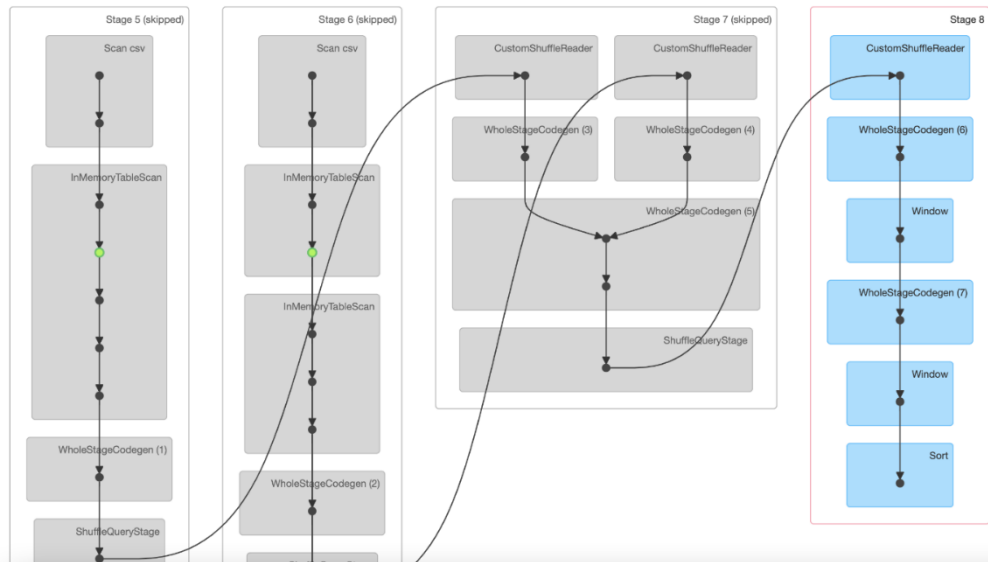 Stage 5 (skipped)
Scan csv
InMemoryTableScan
WholeStageCodegen (1)
ShuffleQueryStage
Stage 6 (skipped)
Scan csv
InMemoryTableScan
InMemoryTableScan
WholeStageCodegen (2)
Stage 7 (skipped)
CustomShuffleReader
CustomShuffleReader
WholeStageCodegen (3)
WholeStageCodegen (4)
WholeStageCodegen (5)
ShuffleQueryStage
Stage 8
CustomShuffleReader
WholeStageCodegen (6)
Window
WholeStageCodegen (7)
Window
Sort